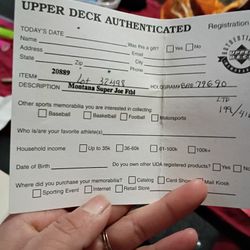 UPPER DECK AUTHENTICATED
Registration
TODAY'S DATE
Name
Was this a gift? Yes No
Address
Email
City
State Zip Phone
ITEM# 20889 Lot 32498 HOLOGRAM#
DESCRIPTION Montana Super Joe Ftbl LTD
Other sports memorabilia you are interested in collecting:
Baseball Basketball Football Motorsports
Who is/are your favorite athlete(s)
Household income Up to 35k 36-60k 61-100k 100k+
Date of Birth Do you own other UDA registered products? Yes No
Where did you purchase your memorabilia? Catalog Card Shop Mall Kiosk
Sporting Event Internet Retail Store